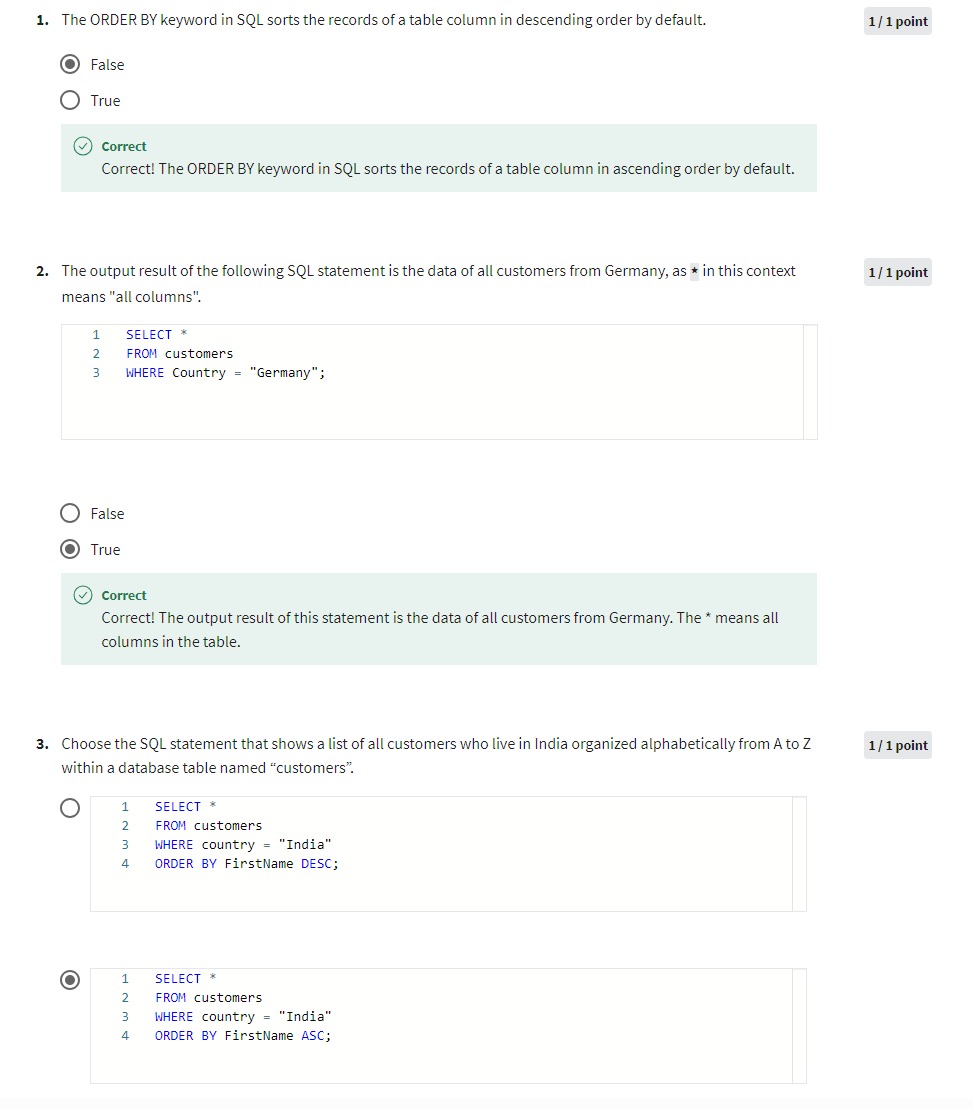 1. The ORDER BY keyword in SQL sorts the records of a table column in descending order by default.
1 / 1 point
False
True
Correct
Correct! The ORDER BY keyword in SQL sorts the records of a table column in ascending order by default.
2. The output result of the following SQL statement is the data of all customers from Germany, as * in this context
1 / 1 point
means "all columns".
1 SELECT *
2 FROM customers
3 WHERE Country = "Germany";
False
True
Correct
Correct! The output result of this statement is the data of all customers from Germany. The * means all
columns in the table.
3. Choose the SQL statement that shows a list of all customers who live in India organized alphabetically from A to Z
1 / 1 point
within a database table named “customers”.
1 SELECT *
2 FROM customers
3 WHERE country = "India"
4 ORDER BY FirstName DESC;
1 SELECT *
2 FROM customers
3 WHERE country = "India"
4 ORDER BY FirstName ASC;